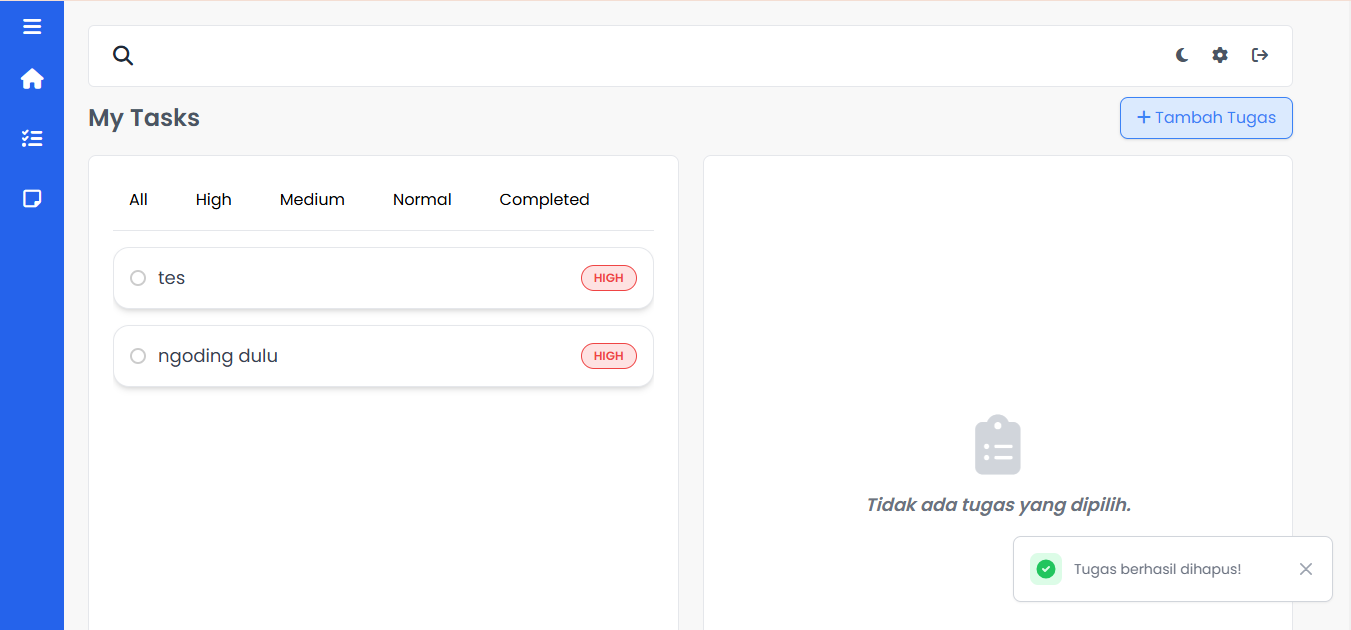 My Tasks
Tambah Tugas
All High Medium Normal Completed
tes HIGH
ngoding dulu HIGH
Tidak ada tugas yang dipilih.
Tugas berhasil dihapus!